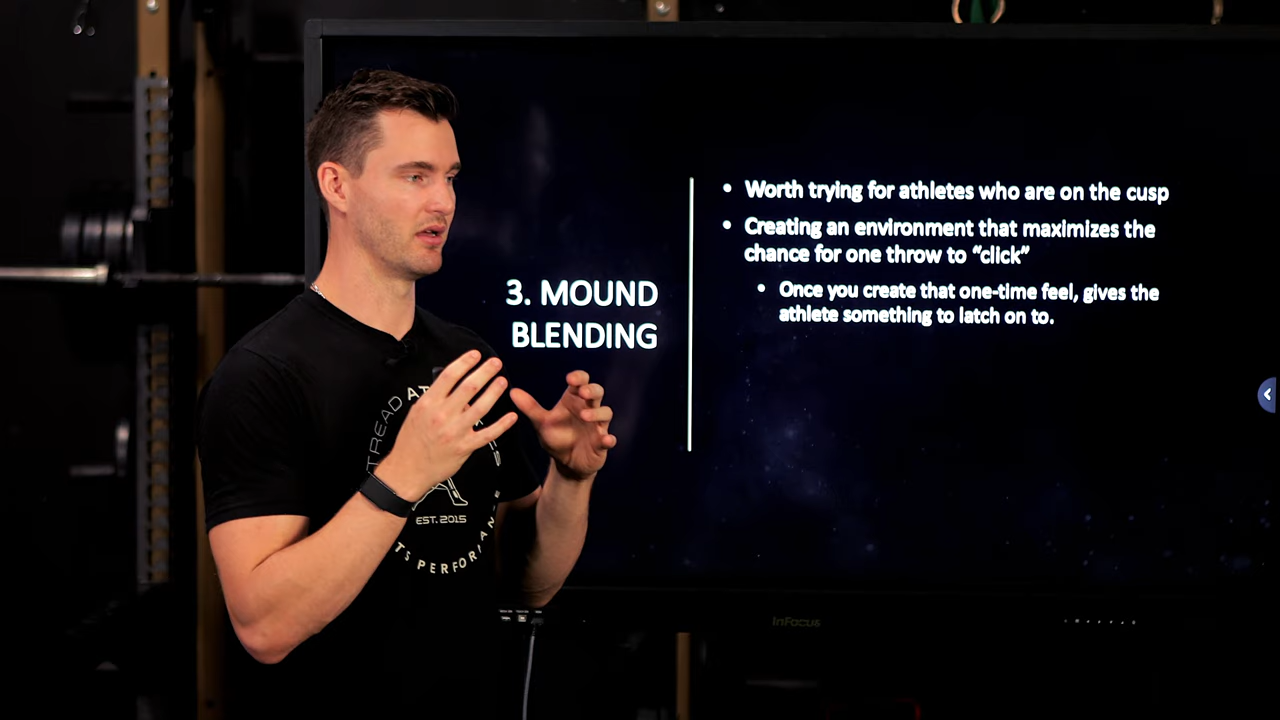 3. MOUND
BLENDING
• Worth trying for athletes who are on the cusp
• Creating an environment that maximizes the
chance for one throw to “click”
• Once you create that one-time feel, gives the
athlete something to latch on to.
TREAD
EST. 2015
InFocus